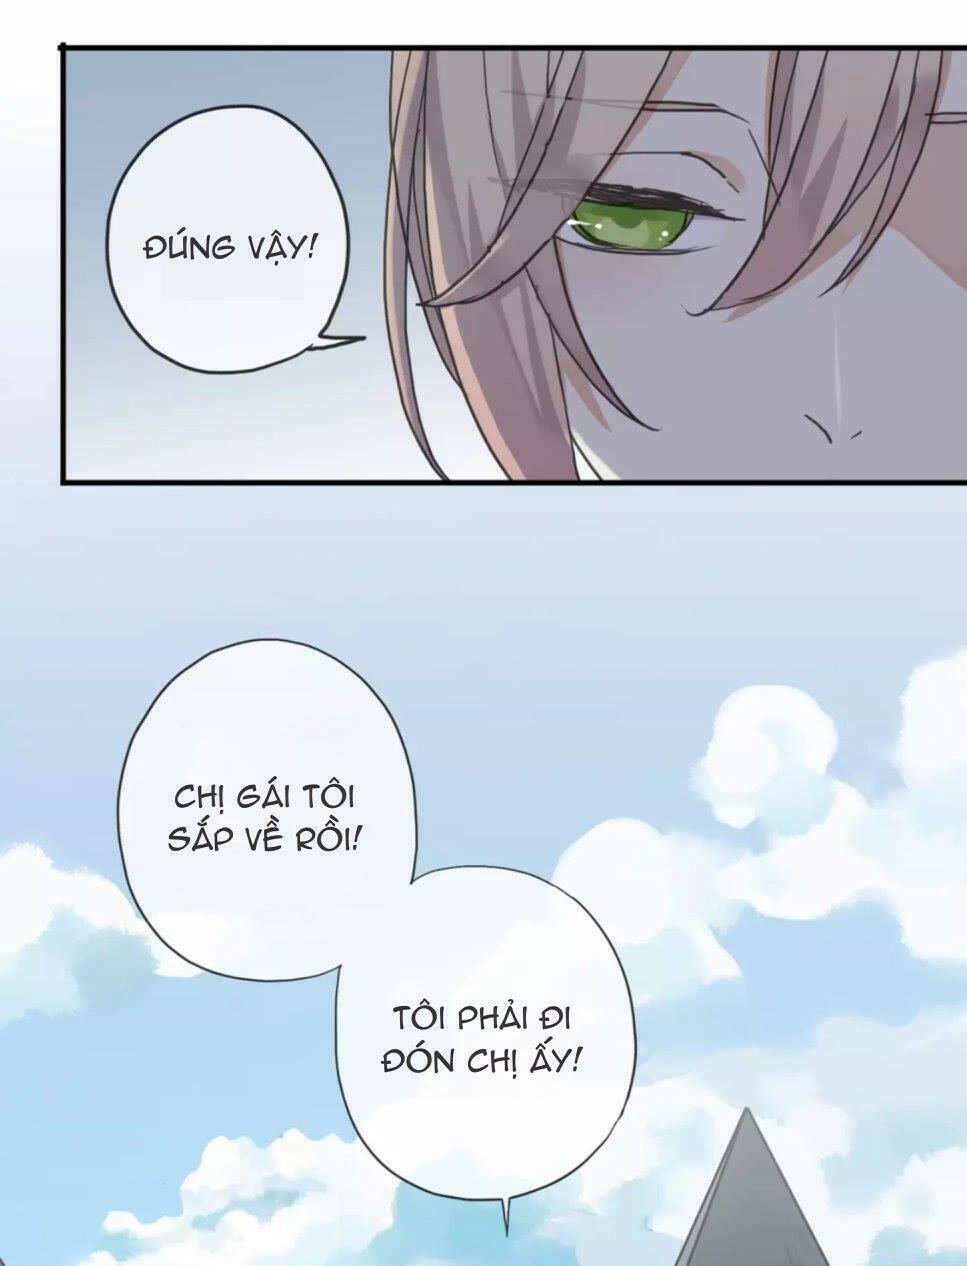 ĐÚNG VẬY!
CHỊ GÁI TÔI
SẮP VỀ RỒI!
TÔI PHẢI ĐI
ĐÓN CHỊ ẤY!